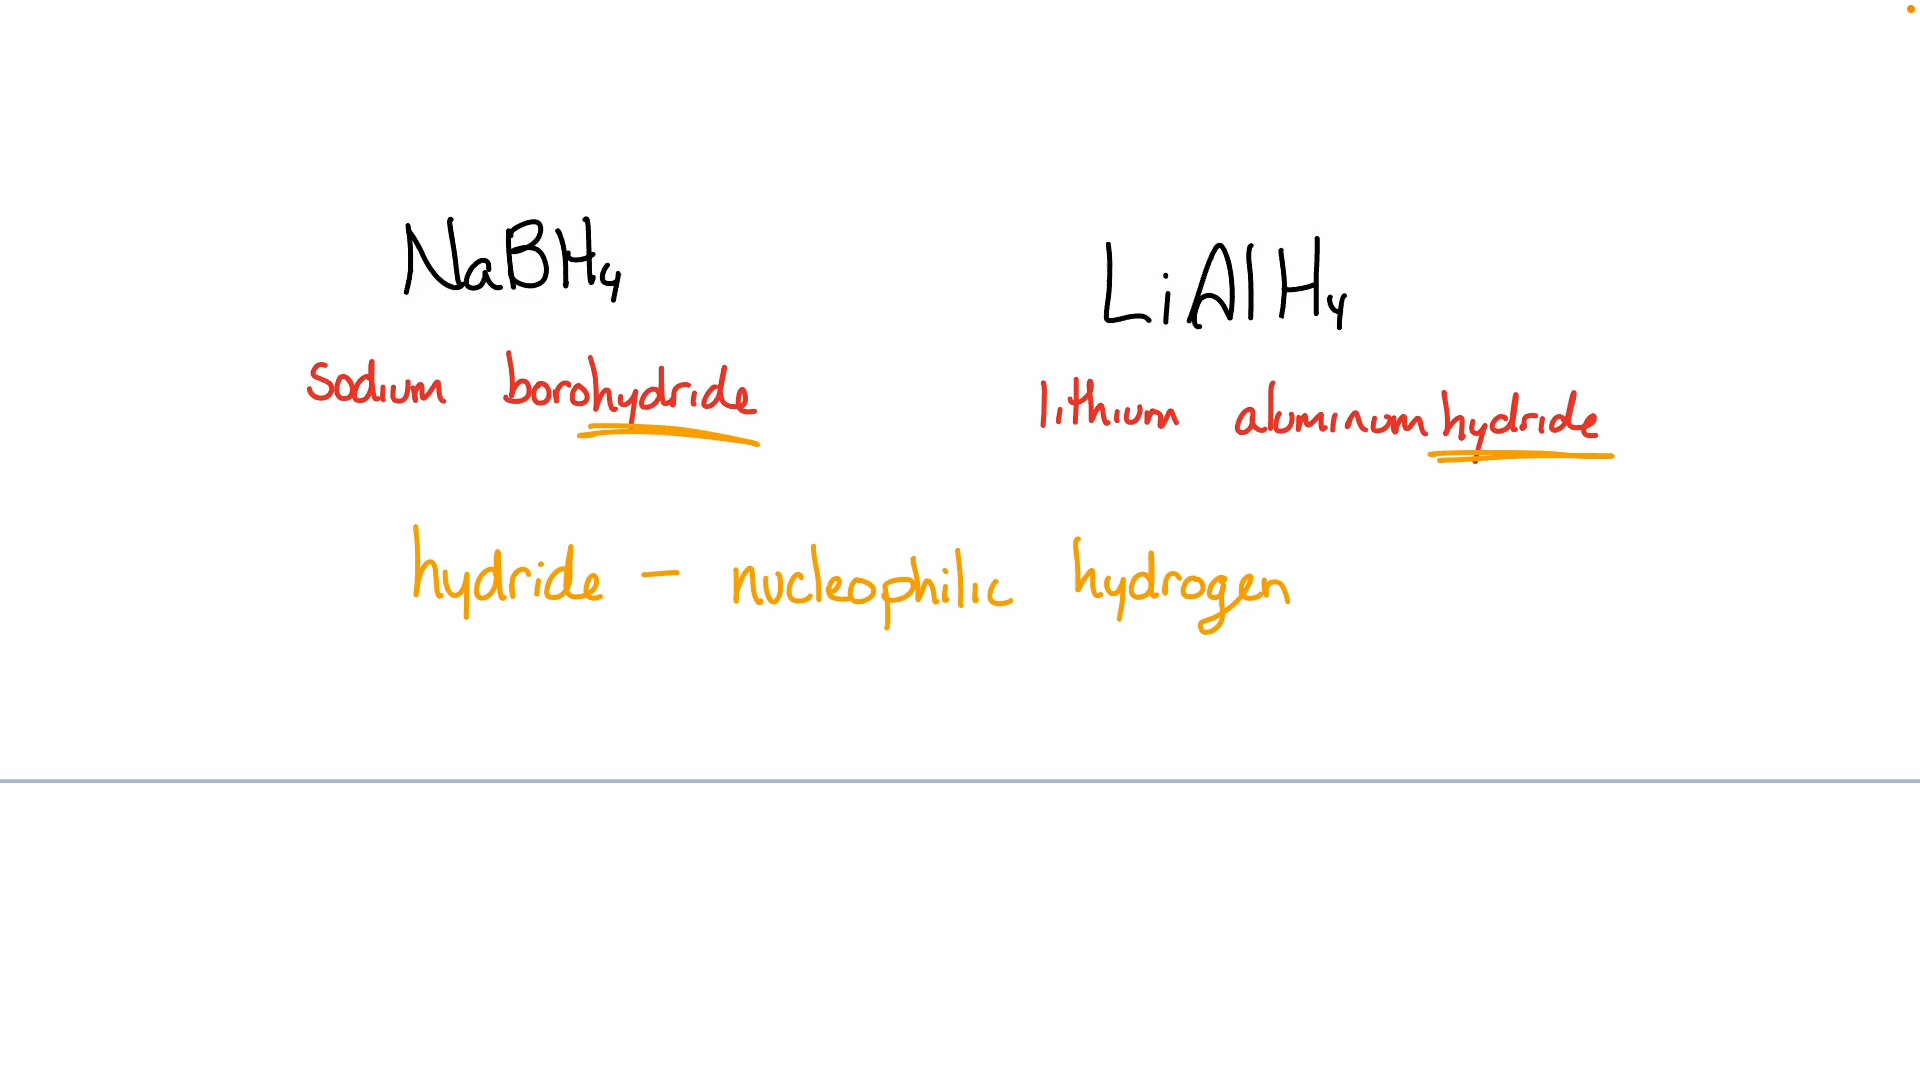 NaBH₄ LiAlH₄
sodium borohydride lithium aluminum hydride
hydride - nucleophilic hydrogen